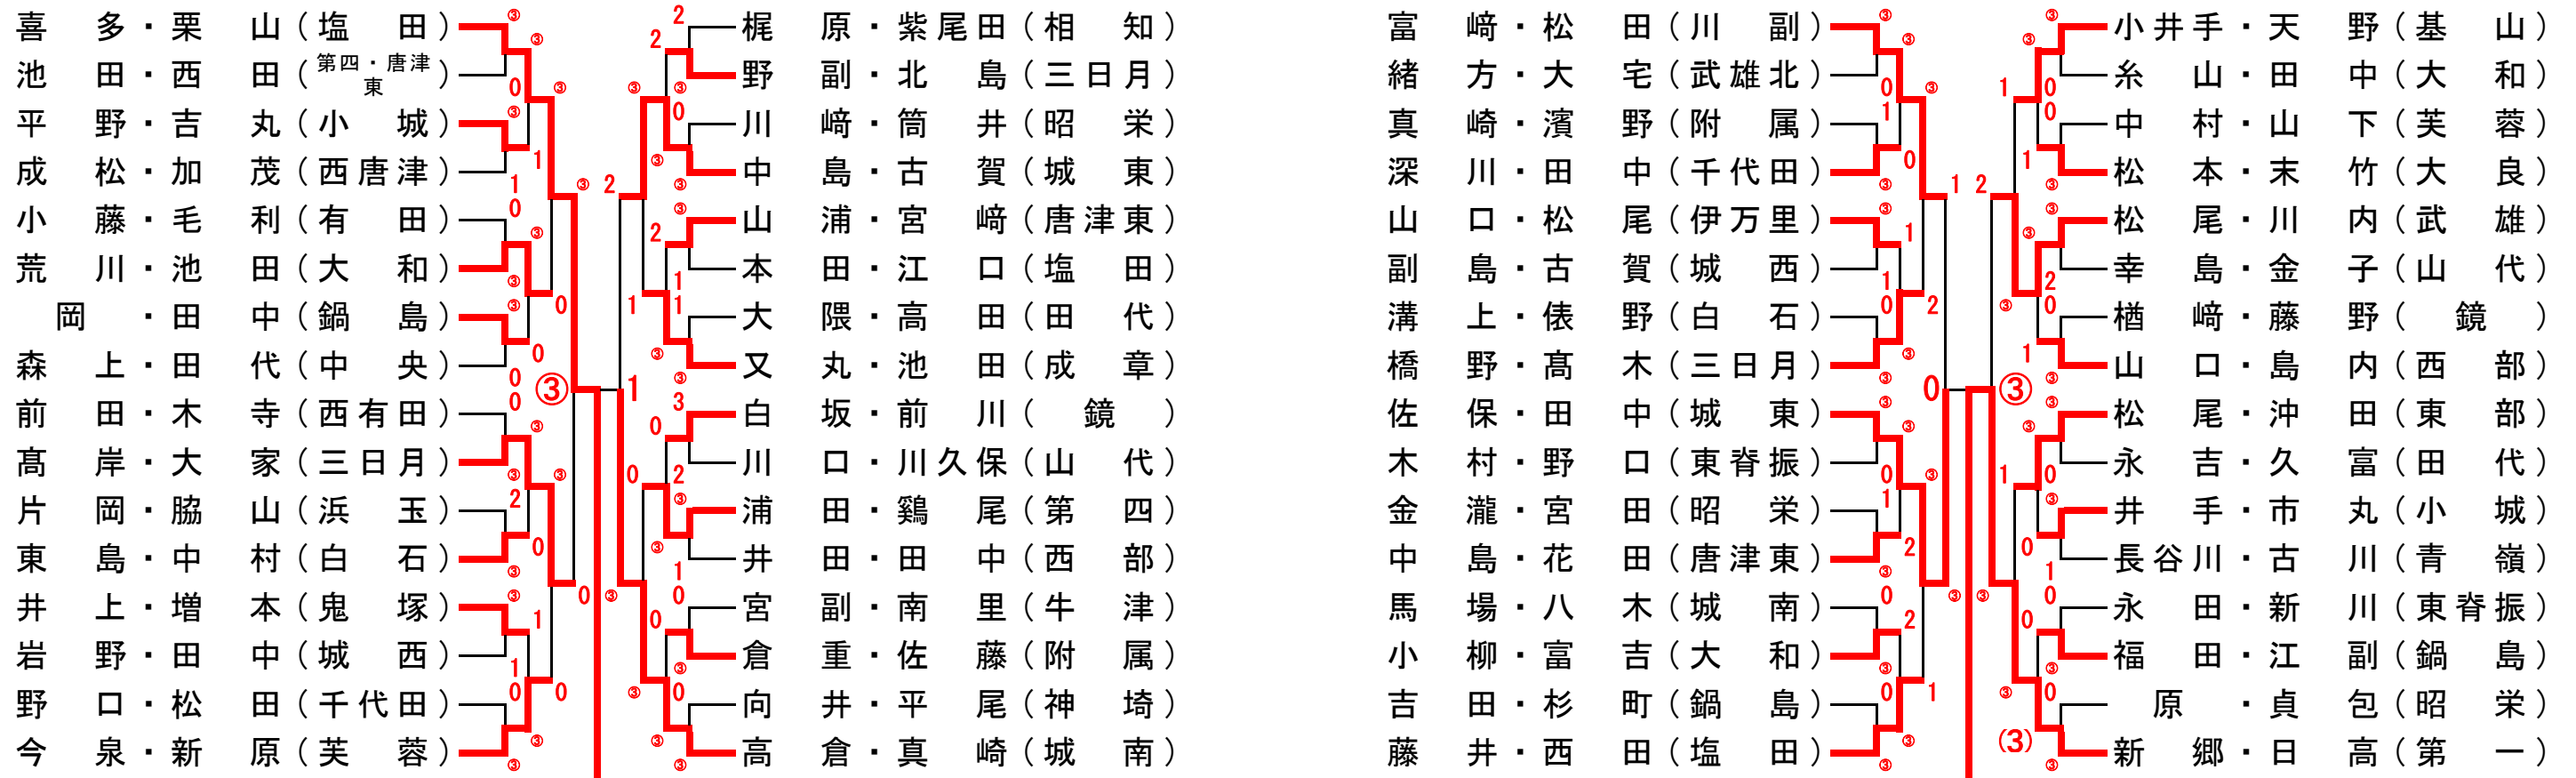 喜多・栗山(塩田)
池田・西田(第四・唐津東)
平野・吉丸(小城)
成松・加茂(西唐津)
小藤・毛利(有田)
荒川・池田(大和)
岡・田中(鍋島)
森上・田代(中央)
前田・木寺(西有田)
髙岸・大家(三日月)
片岡・脇山(浜玉)
東島・中村(白石)
井上・増本(鬼塚)
岩野・田中(城西)
野口・松田(千代田)
今泉・新原(芙蓉)
梶原・紫尾田(相知)
野副・北島(三日月)
川﨑・筒井(昭栄)
中島・古賀(城東)
山浦・宮﨑(唐津東)
本田・江口(塩田)
大隈・高田(田代)
又丸・池田(成章)
白坂・前川(鏡)
川口・川久保(山代)
浦田・鶏尾(第四)
井田・田中(西部)
宮副・南里(牛津)
倉重・佐藤(附属)
向井・平尾(神埼)
高倉・真崎(城南)
富﨑・松田(川副)
緒方・大宅(武雄北)
真崎・濱野(附属)
深川・田中(千代田)
山口・松尾(伊万里)
副島・古賀(城西)
溝上・俵野(白石)
橋野・髙木(三日月)
佐保・田中(城東)
木村・野口(東脊振)
金瀧・宮田(昭栄)
中島・花田(唐津東)
馬場・八木(城南)
小柳・富吉(大和)
吉田・杉町(鍋島)
藤井・西田(塩田)
小井手・天野(基山)
糸山・田中(大和)
中村・山下(芙蓉)
松本・末竹(大良)
松尾・川内(武雄)
幸島・金子(山代)
楢﨑・藤野(鏡)
山口・島内(西部)
松尾・沖田(東部)
永吉・久富(田代)
井手・市丸(小城)
長谷川・古川(青嶺)
永田・新川(東脊振)
福田・江副(鍋島)
原・貞包(昭栄)
新郷・日高(第一)